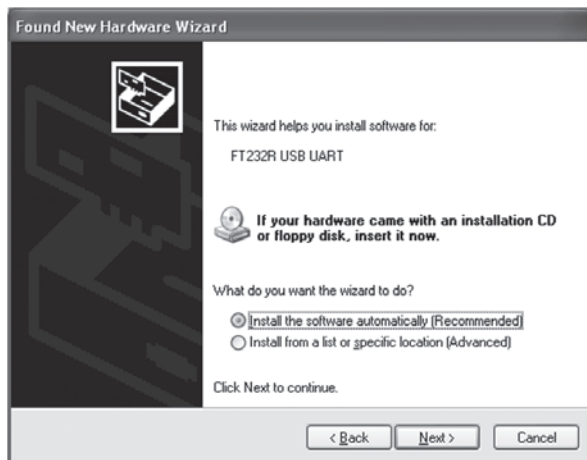 Found New Hardware Wizard
This wizard helps you install software for:
FT232R USB UART
If your hardware came with an installation CD
or floppy disk, insert it now.
What do you want the wizard to do?
Install the software automatically (Recommended)
Install from a list or specific location (Advanced)
Click Next to continue.
< Back Next > Cancel